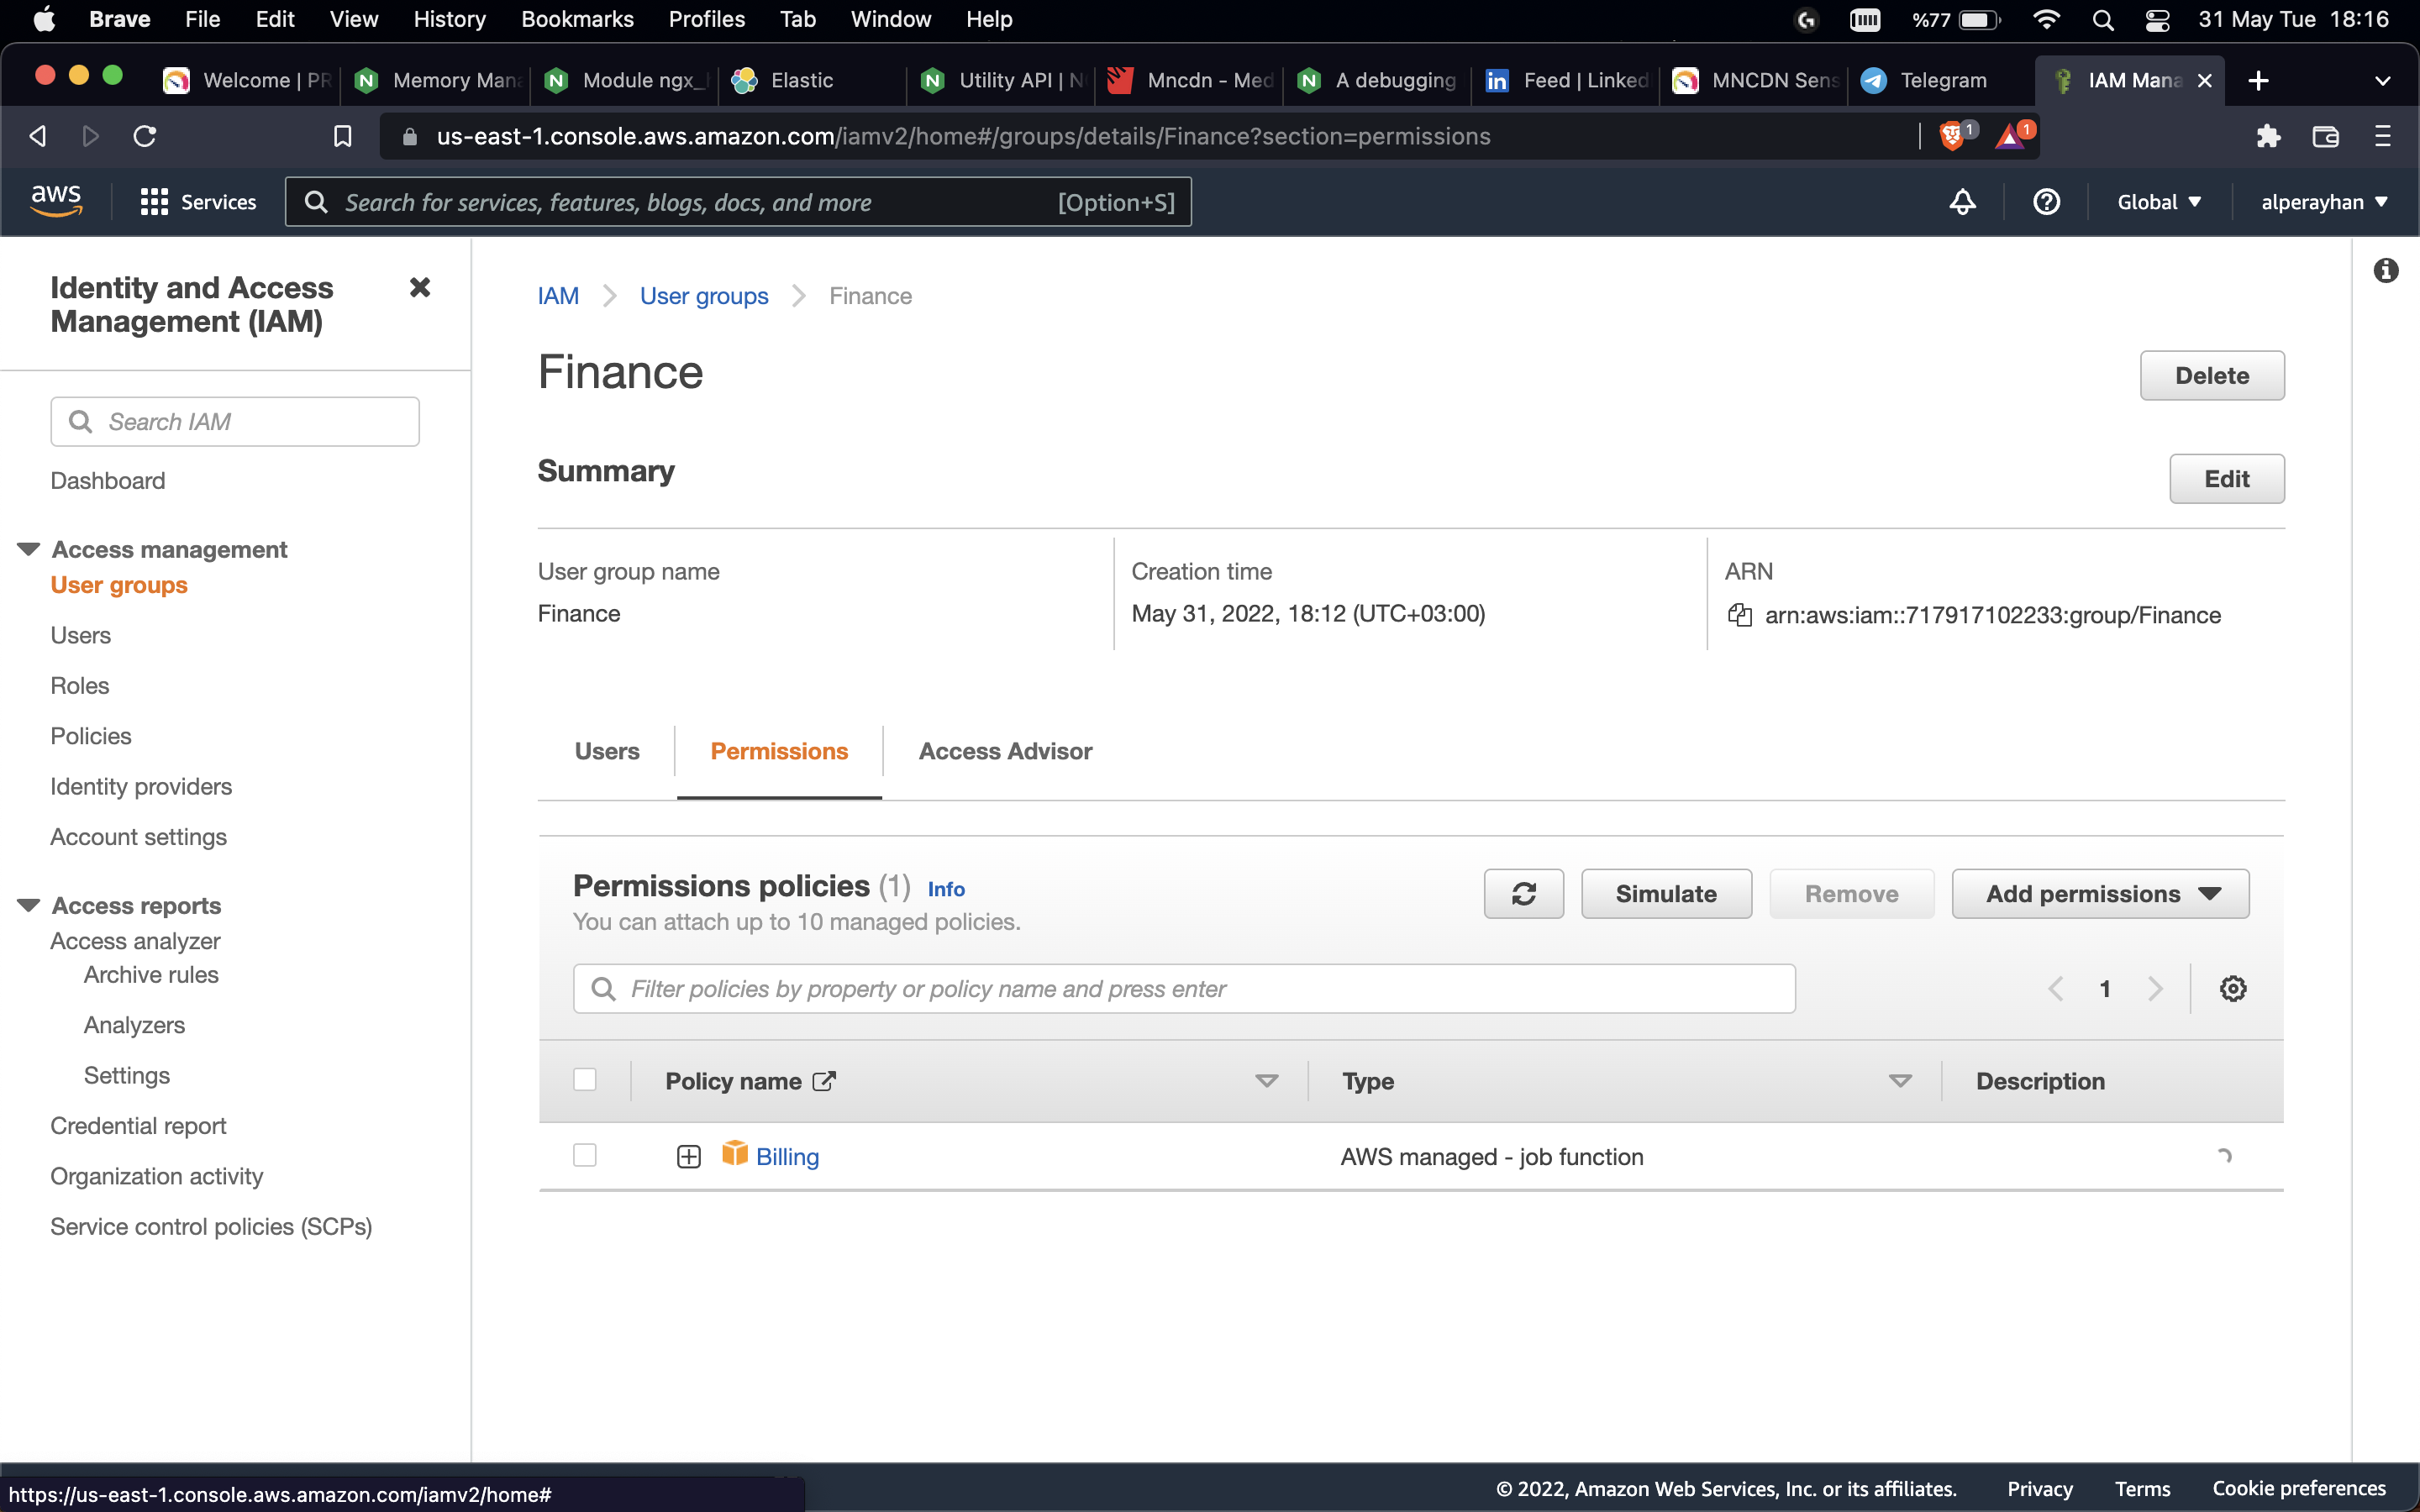 Brave File Edit View History Bookmarks Profiles Tab Window Help %77 31 May Tue 18:16
Welcome | PR Memory Mana Module ngx_h Elastic Utility API | N Mncdn - Med A debugging Feed | Linked MNCDN Sens Telegram IAM Mana
us-east-1.console.aws.amazon.com/iamv2/home#/groups/details/Finance?section=permissions 1 1
aws Services Search for services, features, blogs, docs, and more [Option+S] Global alperayhan
Identity and Access
Management (IAM)
Search IAM
Dashboard
Access management
User groups
Users
Roles
Policies
Identity providers
Account settings
Access reports
Access analyzer
Archive rules
Analyzers
Settings
Credential report
Organization activity
Service control policies (SCPs)
IAM User groups Finance
Finance
Delete
Summary
Edit
User group name
Finance
Creation time
May 31, 2022, 18:12 (UTC+03:00)
ARN
arn:aws:iam::717917102233:group/Finance
Users Permissions Access Advisor
Permissions policies (1) Info
You can attach up to 10 managed policies.
Simulate Remove Add permissions
Filter policies by property or policy name and press enter
1
Policy name Type Description
Billing AWS managed - job function
https://us-east-1.console.aws.amazon.com/iamv2/home#
© 2022, Amazon Web Services, Inc. or its affiliates. Privacy Terms Cookie preferences